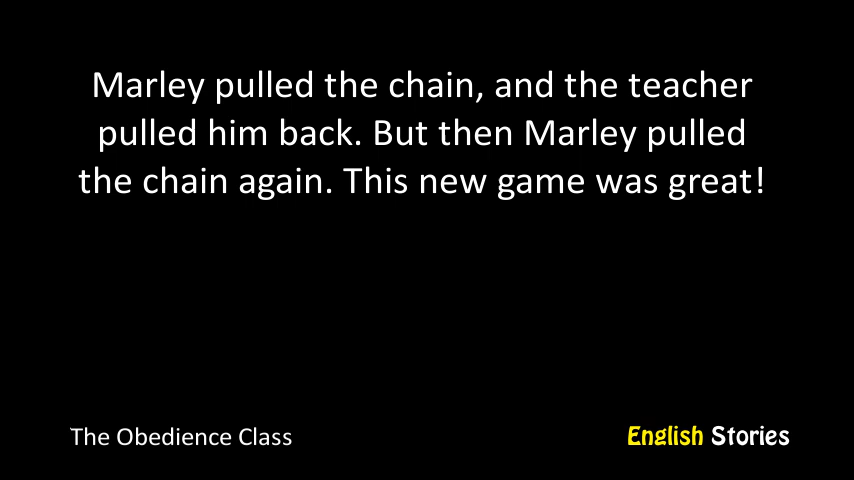 Marley pulled the chain, and the teacher
pulled him back. But then Marley pulled
the chain again. This new game was great!
The Obedience Class
English Stories